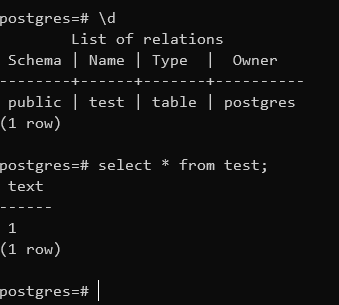 postgres=# \d
List of relations
Schema | Name | Type | Owner
--------+------+-------+----------
public | test | table | postgres
(1 row)
postgres=# select * from test;
text
------
1
(1 row)
postgres=#